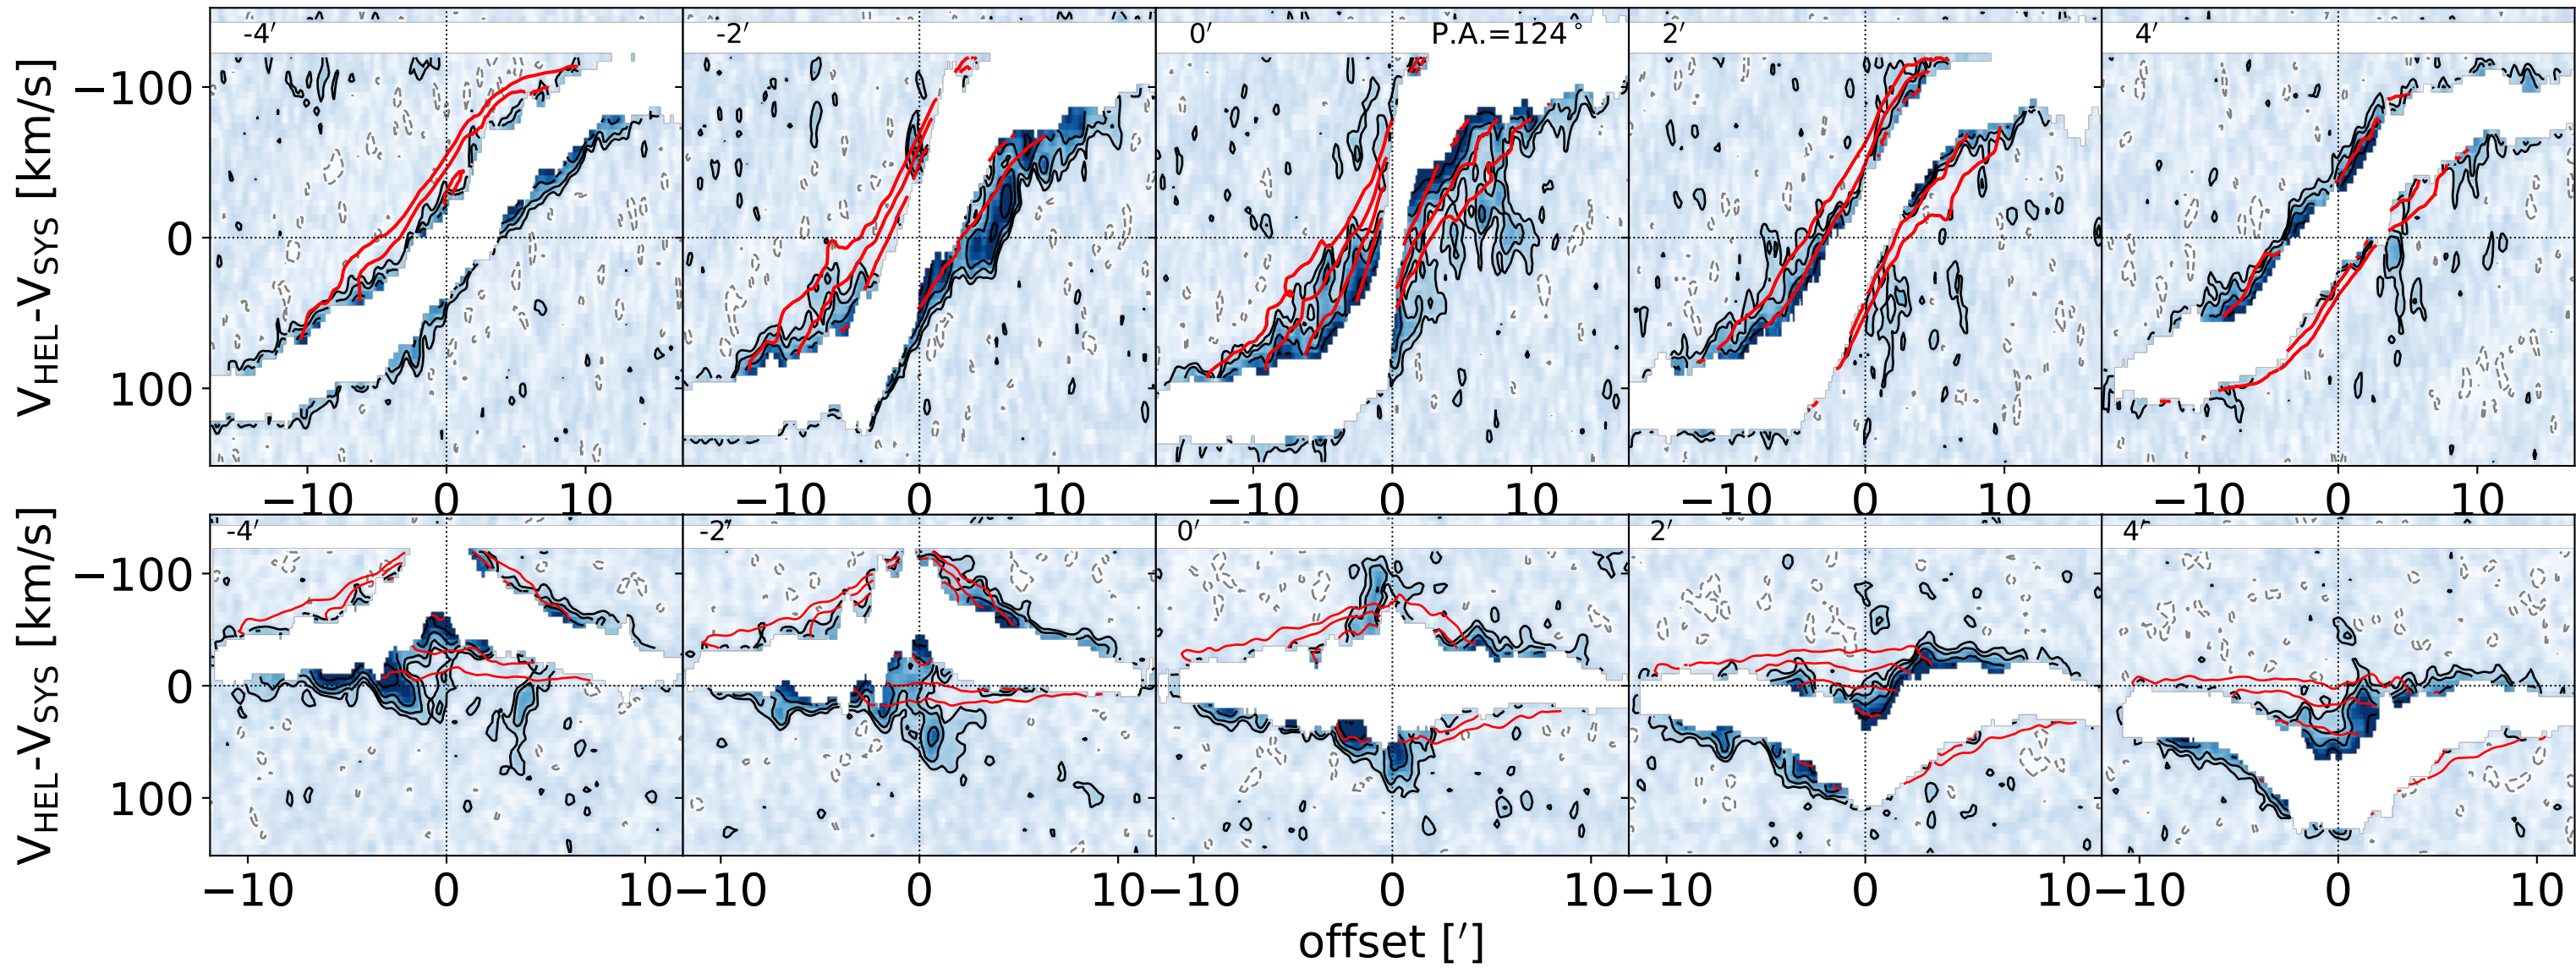 -4′ -2′ 0′ P.A.=124° 2′ 4′
V_HEL-V_SYS [km/s]
−100
0
100
−10 0 10 −10 0 10 −10 0 10 −10 0 10 −10 0 10
-4′ -2′ 0′ 2′ 4′
V_HEL-V_SYS [km/s]
−100
0
100
−10 0 10 −10 0 10 −10 0 10 −10 0 10 −10 0 10
offset [′]